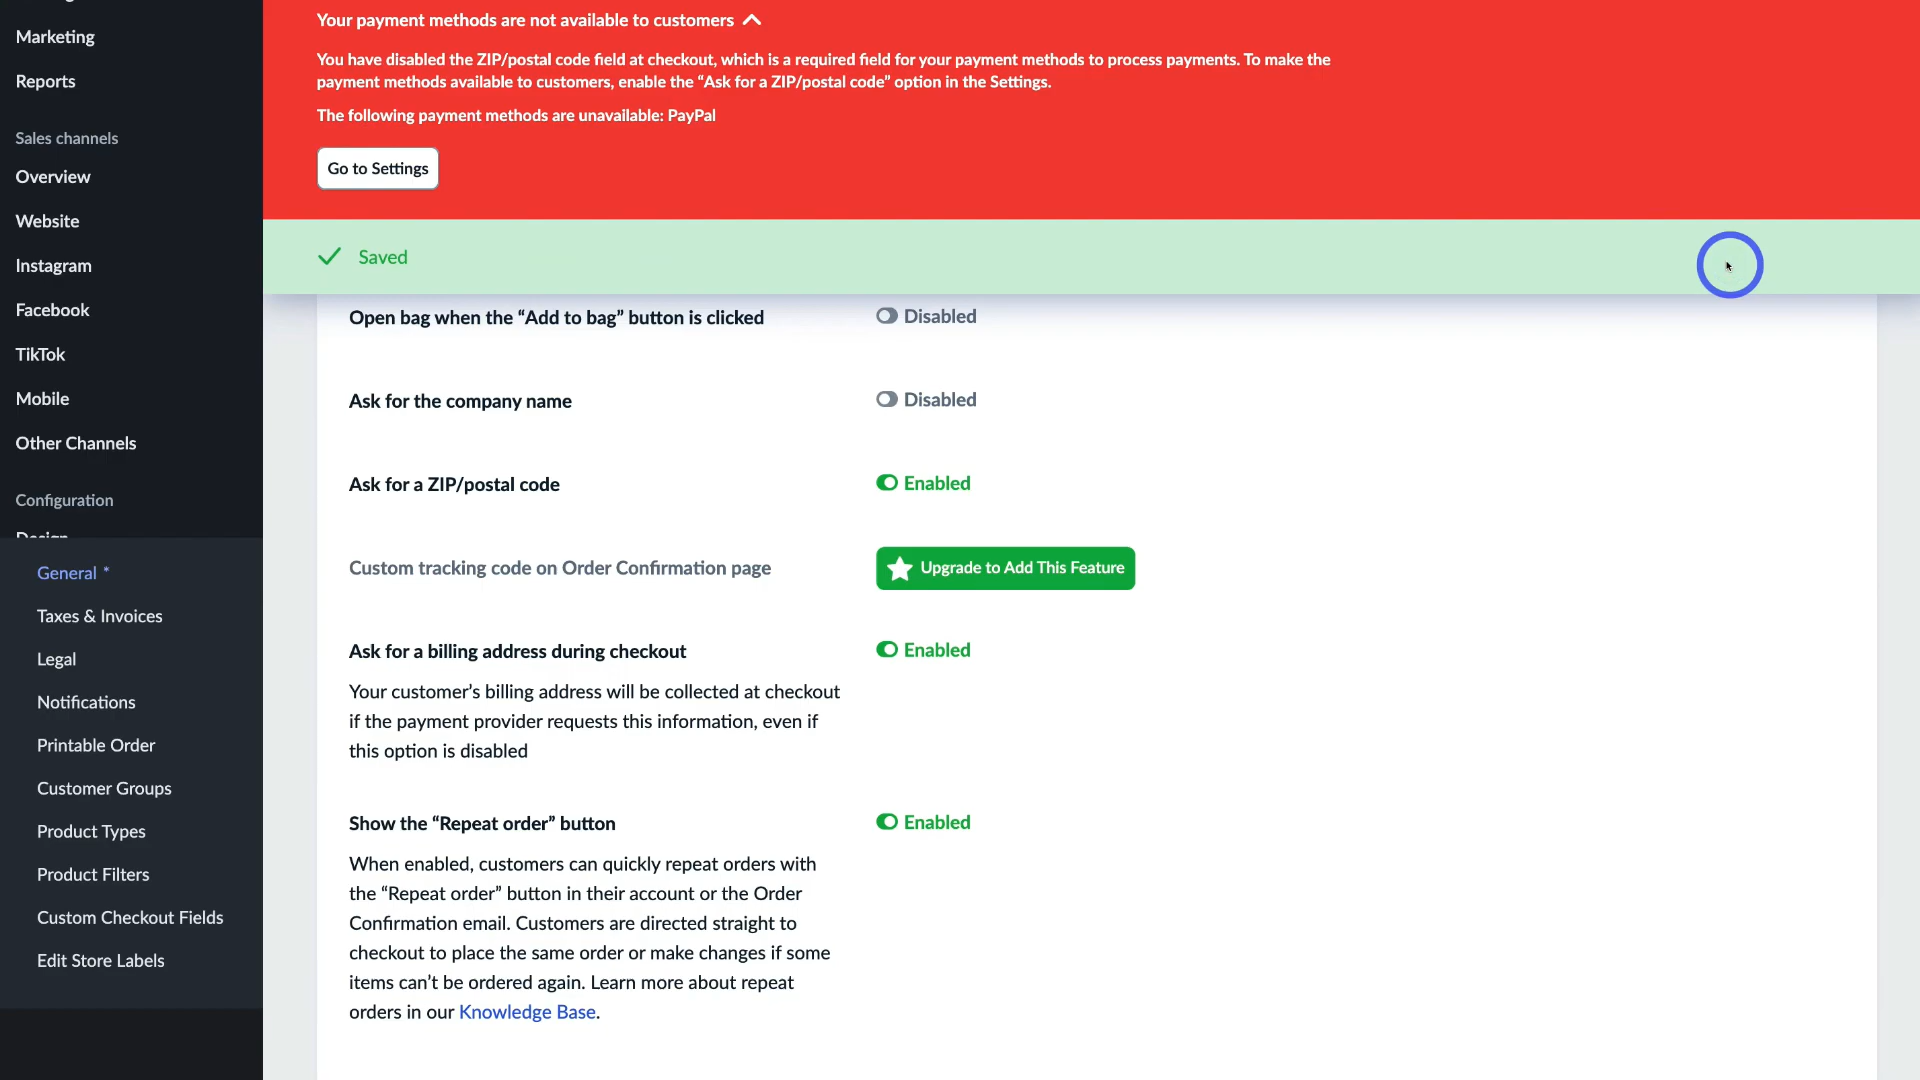 Marketing
Reports
Sales channels
Overview
Website
Instagram
Facebook
TikTok
Mobile
Other Channels
Configuration
Design
General *
Taxes & Invoices
Legal
Notifications
Printable Order
Customer Groups
Product Types
Product Filters
Custom Checkout Fields
Edit Store Labels
Your payment methods are not available to customers
You have disabled the ZIP/postal code field at checkout, which is a required field for your payment methods to process payments. To make the
payment methods available to customers, enable the “Ask for a ZIP/postal code” option in the Settings.
The following payment methods are unavailable: PayPal
Go to Settings
Saved
Open bag when the “Add to bag” button is clicked
Disabled
Ask for the company name
Disabled
Ask for a ZIP/postal code
Enabled
Custom tracking code on Order Confirmation page
Upgrade to Add This Feature
Ask for a billing address during checkout
Enabled
Your customer’s billing address will be collected at checkout
if the payment provider requests this information, even if
this option is disabled
Show the “Repeat order” button
Enabled
When enabled, customers can quickly repeat orders with
the “Repeat order” button in their account or the Order
Confirmation email. Customers are directed straight to
checkout to place the same order or make changes if some
items can’t be ordered again. Learn more about repeat
orders in our Knowledge Base.